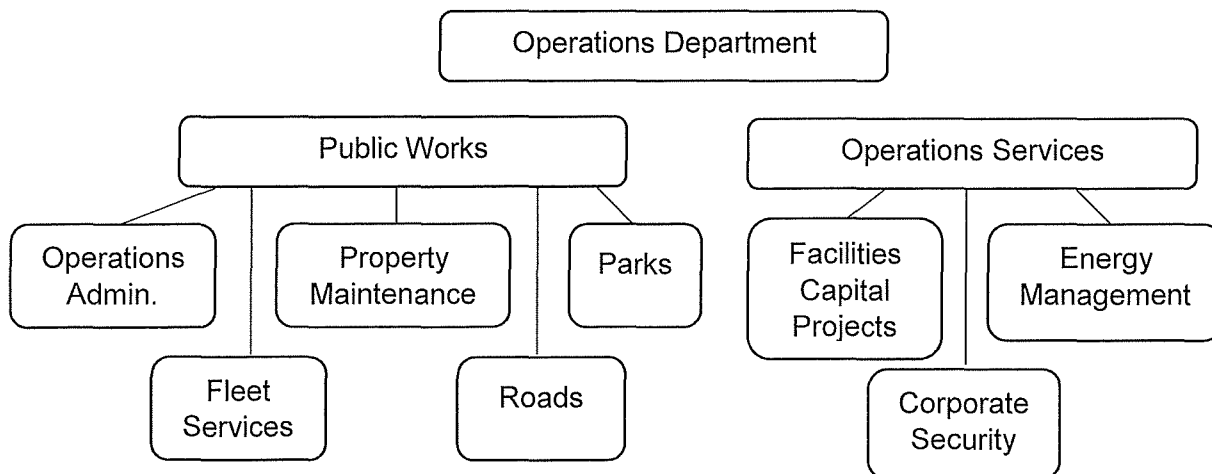 Operations Department
Public Works
Operations Services
Operations
Admin.
Property
Maintenance
Parks
Facilities
Capital
Projects
Energy
Management
Fleet
Services
Roads
Corporate
Security